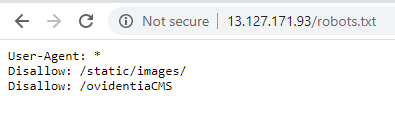 Not secure | 13.127.171.93/robots.txt
User-Agent: *
Disallow: /static/images/
Disallow: /ovidentiaCMS